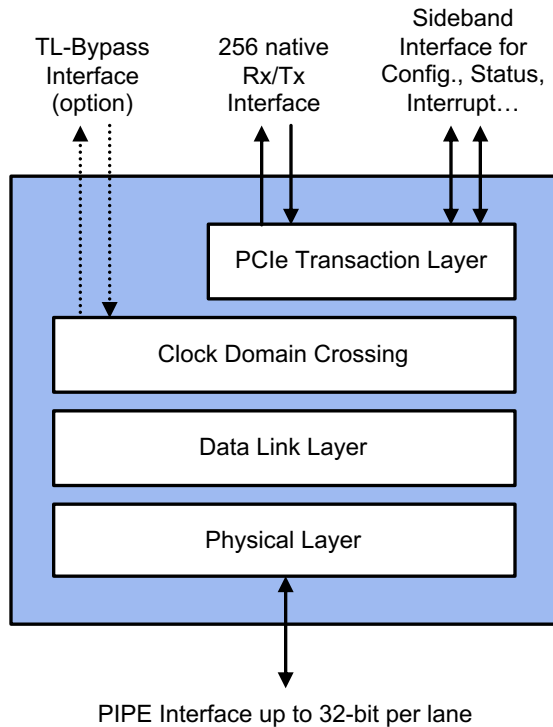 TL-Bypass
Interface
(option)
256 native
Rx/Tx
Interface
Sideband
Interface for
Config., Status,
Interrupt…
PCIe Transaction Layer
Clock Domain Crossing
Data Link Layer
Physical Layer
PIPE Interface up to 32-bit per lane